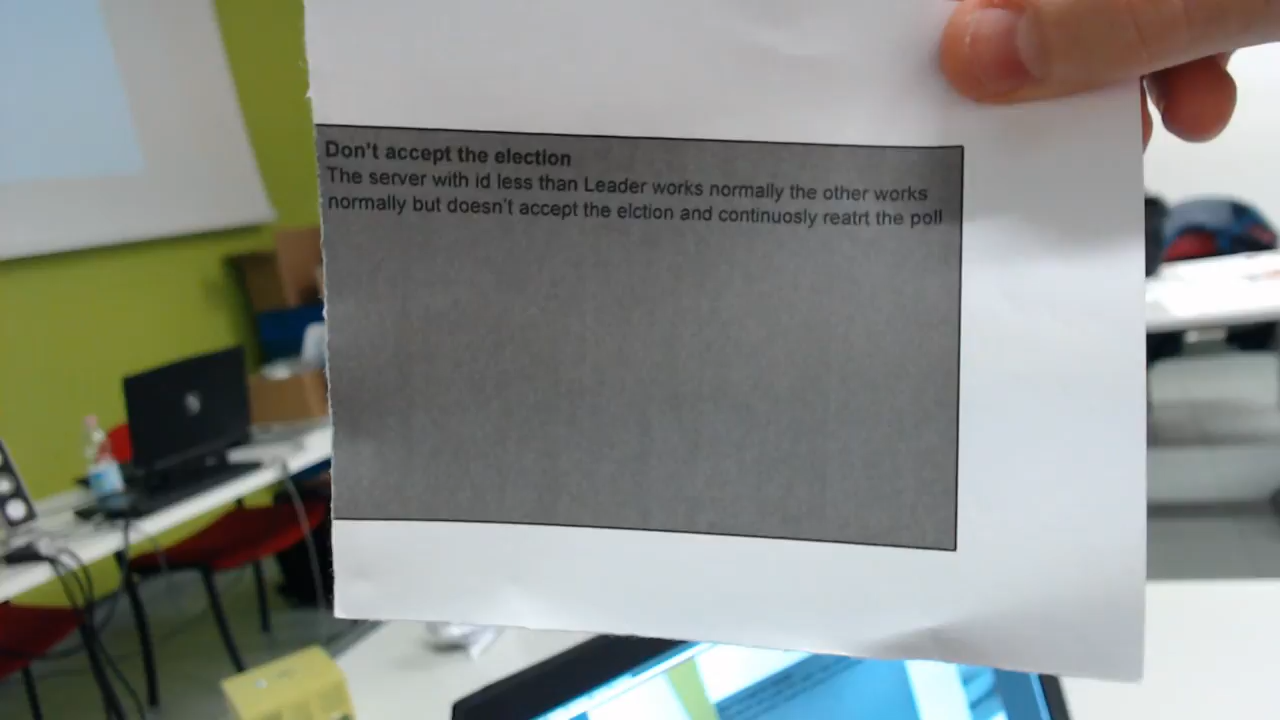 Don't accept the election
The server with id less than Leader works normally the other works
normally but doesn't accept the elction and continuosly reatrt the poll